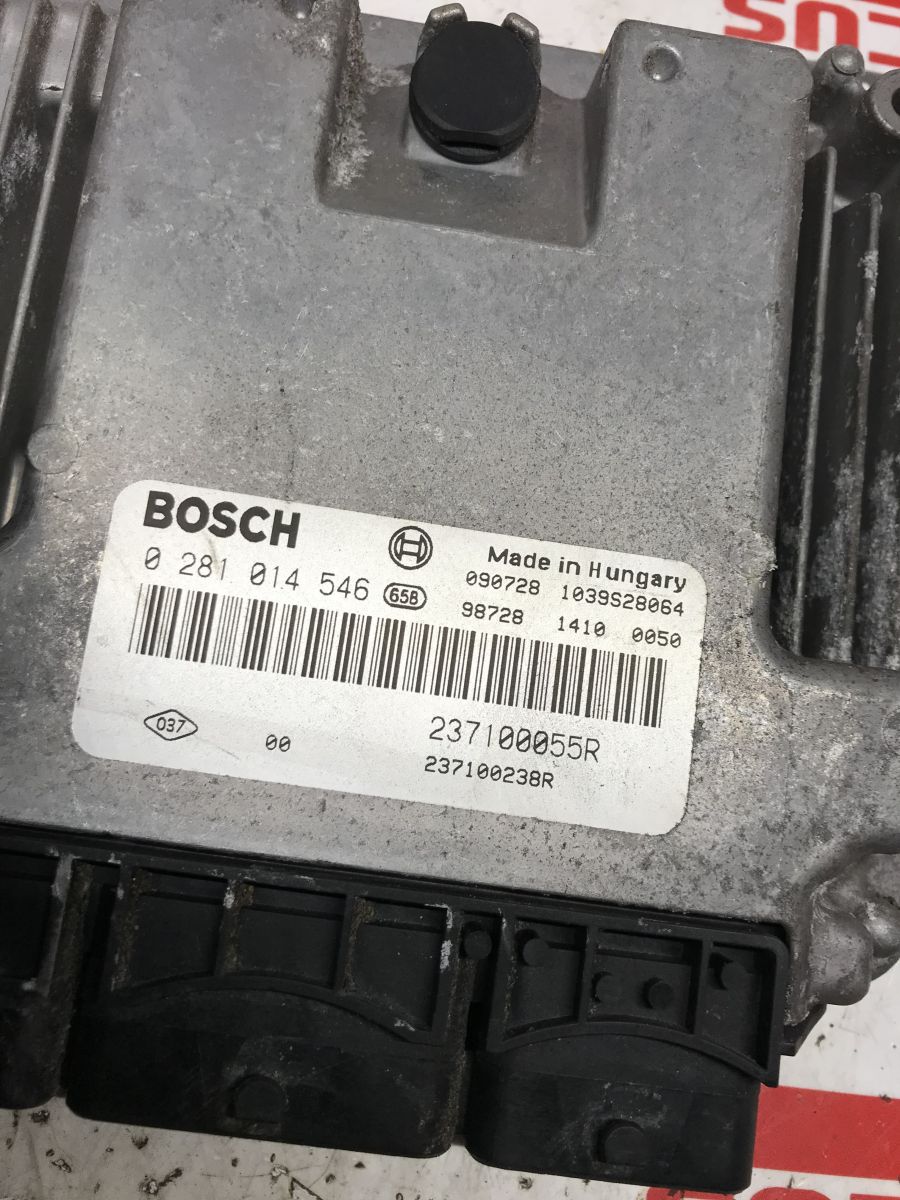 BOSCH
Made in Hungary
0 281 014 546 658
090728 1039S28064
98728 1410 0050
037
00
237100055R
237100238R